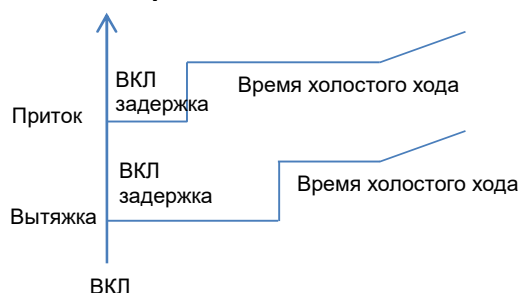 ВКЛ
задержка
Время холостого хода
Приток
ВКЛ
задержка
Время холостого хода
Вытяжка
ВКЛ